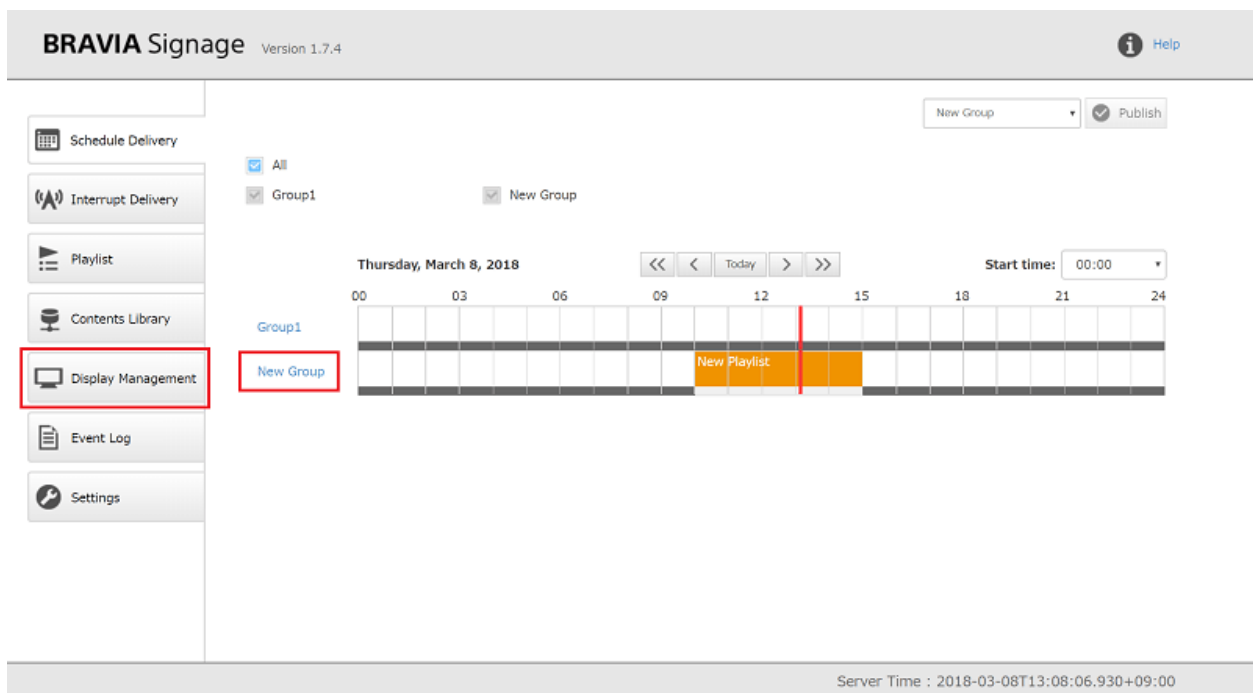 BRAVIA Signage Version 1.7.4
Help
New Group
Publish
Schedule Delivery
All
Interrupt Delivery
Group1
New Group
Playlist
Thursday, March 8, 2018
Today
Start time: 00:00
00 03 06 09 12 15 18 21 24
Contents Library
Group1
Display Management
New Group
New Playlist
Event Log
Settings
Server Time : 2018-03-08T13:08:06.930+09:00